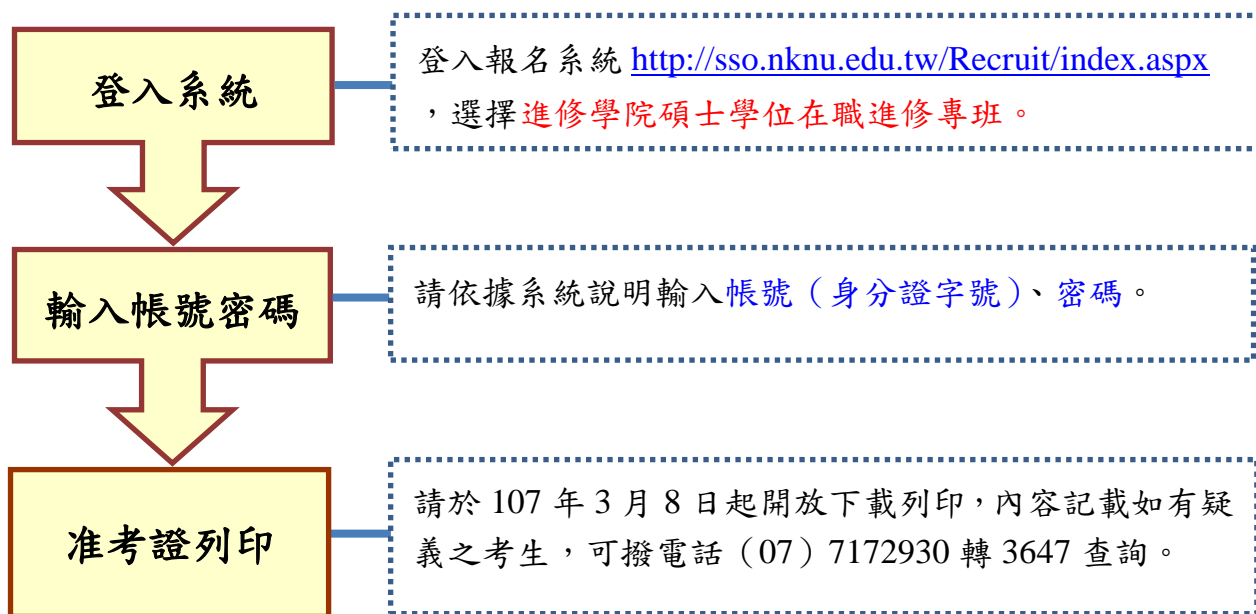 登入系統
登入報名系統 http://sso.nknu.edu.tw/Recruit/index.aspx
，選擇進修學院碩士學位在職進修專班。
輸入帳號密碼
請依據系統說明輸入帳號（身分證字號）、密碼。
准考證列印
請於 107 年 3 月 8 日起開放下載列印，內容記載如有疑
義之考生，可撥電話（07）7172930 轉 3647 查詢。